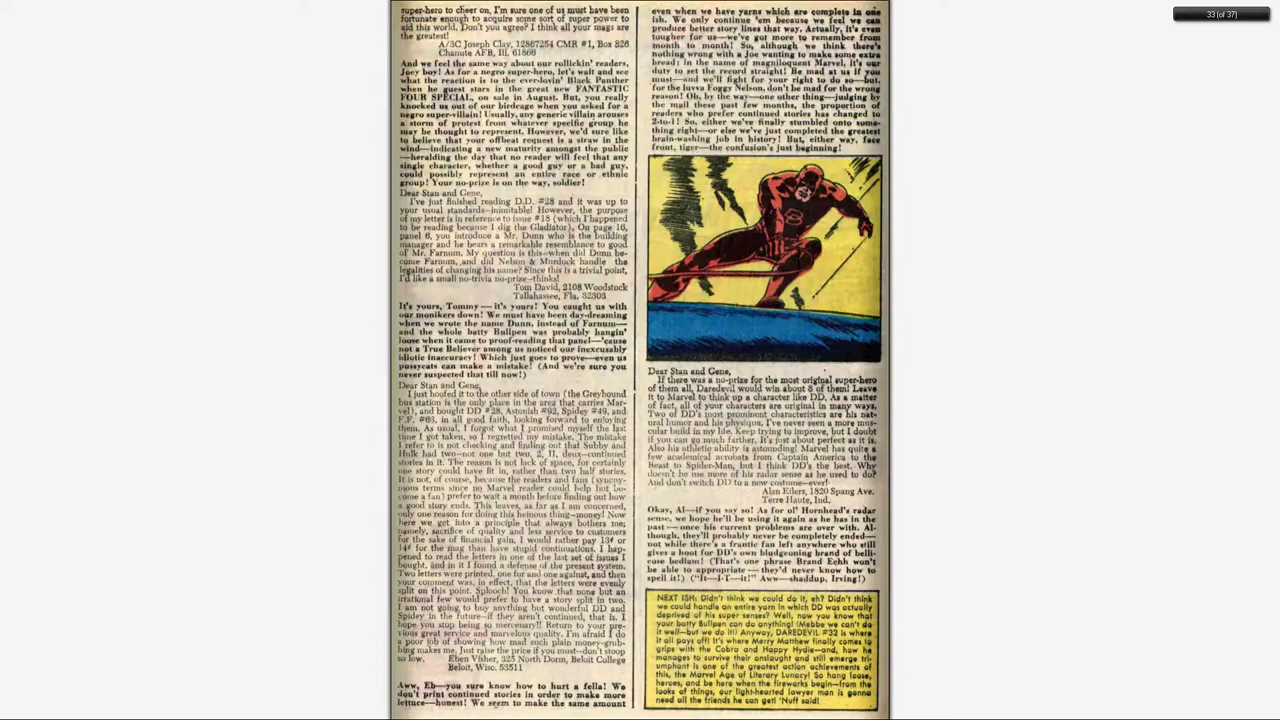 33 (of 37)
super-hero to cheer on, I'm sure one of us must have been
fortunate enough to acquire some sort of super power to
aid this world. Don't you agree? I think all your mags are
the greatest!
A/3C Joseph Clay, 12867254 CMR #1, Box 826
Chanute AFB, Ill, 61866
And we feel the same way about our rollickin' readers,
Joey boy! As for a negro super-hero, let's wait and see
what the reaction is to the ever-lovin' Black Panther
when he guest stars in the great new FANTASTIC
FOUR SPECIAL, on sale in August. But, you really
knocked us out of our birdcage when you asked for a
negro super-villain! Usually, any generic villain arouses
a storm of protest from whatever specific group he
may be thought to represent. However, we'd sure like
to believe that your offbeat request is a straw in the
wind—indicating a new maturity amongst the public
—heralding the day that no reader will feel that any
single character, whether a good guy or a bad guy,
could possibly represent an entire race or ethnic
group! Your no-prize is on the way, soldier!
Dear Stan and Gene,
I've just finished reading D.D. #28 and it was up to
your usual standards—inimitable! However, the purpose
of my letter is in reference to issue #18 (which I happened
to be reading because I dig the Gladiator). On page 16,
panel 6, you introduce a Mr. Dunn who is the building
manager and he bears a remarkable resemblance to good
ol' Mr. Farnum. My question is this—when did Dunn be-
come Farnum, and did Nelson & Murdock handle the
legalities of changing his name? Since this is a trivial point,
I'd like a small no-trivia no-prize—thinks!
Tom David, 2108 Woodstock
Tallahassee, Fla. 32303
It's yours, Tommy—it's yours! You caught us with
our monikers down! We must have been day-dreaming
when we wrote the name Dunn, instead of Farnum—
and the whole batty Bullpen was probably hangin'
loose when it came to proof-reading that panel—'cause
not a True Believer among us noticed our inexcusably
idiotic inaccuracy! Which just goes to prove—even us
pussycats can make a mistake! (And we're sure you
never suspected that till now!)
Dear Stan and Gene,
I just hoofed it to the other side of town (the Greyhound
bus station is the only place in the area that carries Mar-
vel), and bought DD #28, Astonish #92, Spidey #49, and
F.F. #63, in all good faith, looking forward to enjoying
them. As usual, I forgot what I promised myself the last
time I got taken, so I regretted my mistake. The mistake
I refer to is not checking and finding out that Subby and
Hulk had two—not one but two, 2, II, deux—continued
stories in it. The reason is not lack of space, for certainly
one story could have fit in, rather than two half stories.
It is not, of course, because the readers and fans (synony-
mous terms since no Marvel reader could help but be-
come a fan) prefer to wait a month before finding out how
a good story ends. This leaves, as far as I am concerned,
only one reason for doing this heinous thing—money! Now
here we get into a principle that always bothers me;
namely, sacrifice of quality and less service to customers
for the sake of financial gain. I would rather pay 13¢ or
14¢ for the mag than have stupid continuations. I hap-
pened to read the letters in one of the last set of issues I
bought, and in it I found a defense of the present system.
Two letters were printed, one for and one against, and then
your comment was, in effect, that the letters were evenly
split on this point. Splooch! You know that none but an
irrational few would prefer to have a story split in two.
I am not going to buy anything but wonderful DD and
Spidey in the future—if they aren't continued, that is. I
hope you stop being so mercenary!! Return to your pre-
vious great service and marvelous quality. I'm afraid I do
a poor job of showing how mad such plain money-grub-
bing makes me. Just raise the price if you must—don't stoop
so low.
Eben Visher, 325 North Dorm, Beloit College
Beloit, Wisc. 53511
Aww, Eb—you sure know how to hurt a fella! We
don't print continued stories in order to make more
lettuce—honest! We seem to make the same amount
even when we have yarns which are complete in one
ish. We only continue 'em because we feel we can
produce better story lines that way. Actually, it's even
tougher for us—we've got more to remember from
month to month! So, although we think there's
nothing wrong with a Joe wanting to make some extra
bread; in the name of magniloquent Marvel, it's our
duty to set the record straight! Be mad at us if you
must—and we'll fight for your right to do so—but,
for the luvva Foggy Nelson, don't be mad for the wrong
reason! Oh, by the way—one other thing—judging by
the mail these past few months, the proportion of
readers who prefer continued stories has changed to
2-to-1! So, either we've finally stumbled onto some-
thing right—or else we've just completed the greatest
brain-washing job in history! But, either way, face
front, tiger—the confusion's just beginning!
Dear Stan and Gene,
If there was a no-prize for the most original super-hero
of them all, Daredevil would win about 8 of them! Leave
it to Marvel to think up a character like DD. As a matter
of fact, all of your characters are original in many ways.
Two of DD's most prominent characteristics are his nat-
ural humor and his physique. I've never seen a more mus-
cular build in my life. Keep trying to improve, but I doubt
if you can go much farther. It's just about perfect as it is.
Also his athletic ability is astounding! Marvel has quite a
few academical acrobats from Captain America to the
Beast to Spider-Man, but I think DD's the best. Why
doesn't he use more of his radar sense as he used to do?
And don't switch DD to a new costume—ever!
Alan Eilers, 1820 Spang Ave.
Terre Haute, Ind.
Okay, Al—if you say so! As for ol' Hornhead's radar
sense, we hope he'll be using it again as he has in the
past—once his current problems are over with. Al-
though, they'll probably never be completely ended—
not while there's a frantic fan left anywhere who still
gives a hoot for DD's own bludgeoning brand of belli-
cose bedlam! (That's one phrase Brand Echh won't
be able to appropriate—they'd never know how to
spell it!) ("It—I-T—it!" Aww—shaddup, Irving!)
NEXT ISH: Didn't think we could do it, eh? Didn't think
we could handle an entire yarn in which DD was actually
deprived of his super senses? Well, now you know that
your batty Bullpen can do anything! (Mebbe we can't do
it well—but we do it!) Anyway, DAREDEVIL #32 is where
it all pays off! It's where Merry Matthew finally comes to
grips with the Cobra and Happy Hydie—and, how he
manages to survive their onslaught and still emerge tri-
umphant is one of the greatest action achievements of
this, the Marvel Age of Literary Lunacy! So hang loose,
heroes, and be here when the fireworks begin—from the
looks of things, our light-hearted lawyer man is gonna
need all the friends he can get! 'Nuff said!